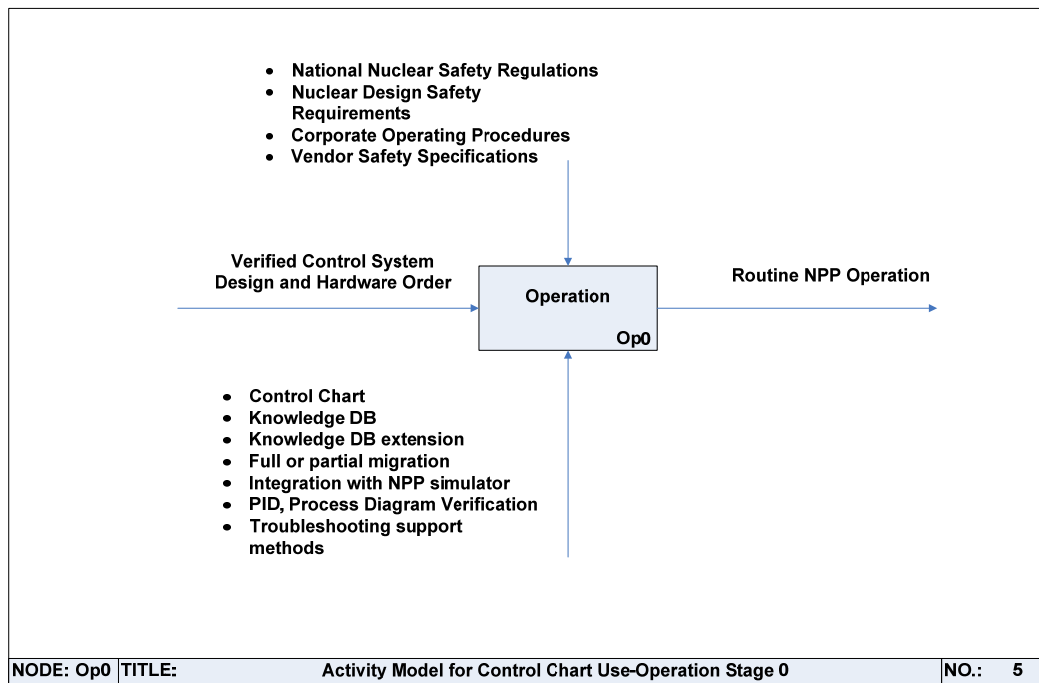 • National Nuclear Safety Regulations
• Nuclear Design Safety
Requirements
• Corporate Operating Procedures
• Vendor Safety Specifications
Verified Control System
Design and Hardware Order
Operation
Op0
Routine NPP Operation
• Control Chart
• Knowledge DB
• Knowledge DB extension
• Full or partial migration
• Integration with NPP simulator
• PID, Process Diagram Verification
• Troubleshooting support
methods
NODE: Op0 TITLE: Activity Model for Control Chart Use-Operation Stage 0 NO.: 5